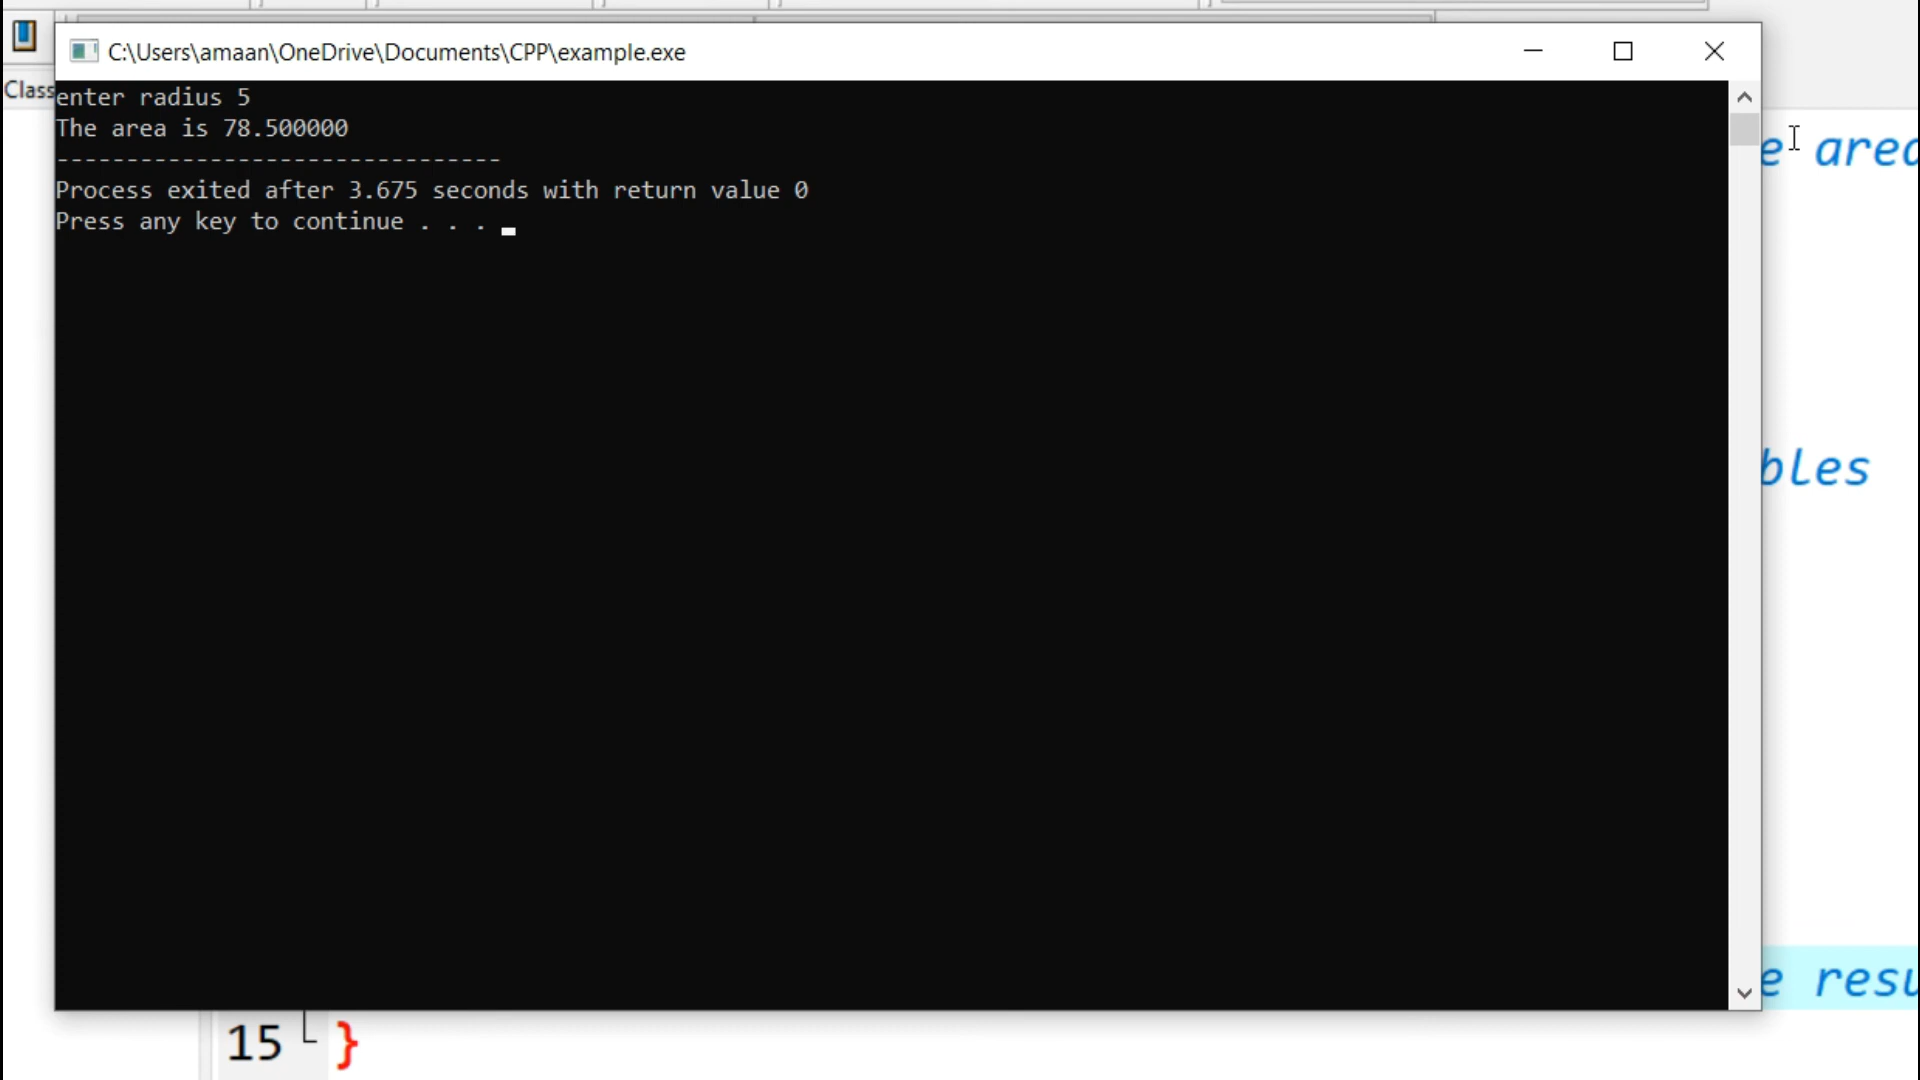 C:\Users\amaan\OneDrive\Documents\CPP\example.exe
Class
enter radius 5
The area is 78.500000
--------------------------------
Process exited after 3.675 seconds with return value 0
Press any key to continue . . .
e area
bles
e resu
15 }